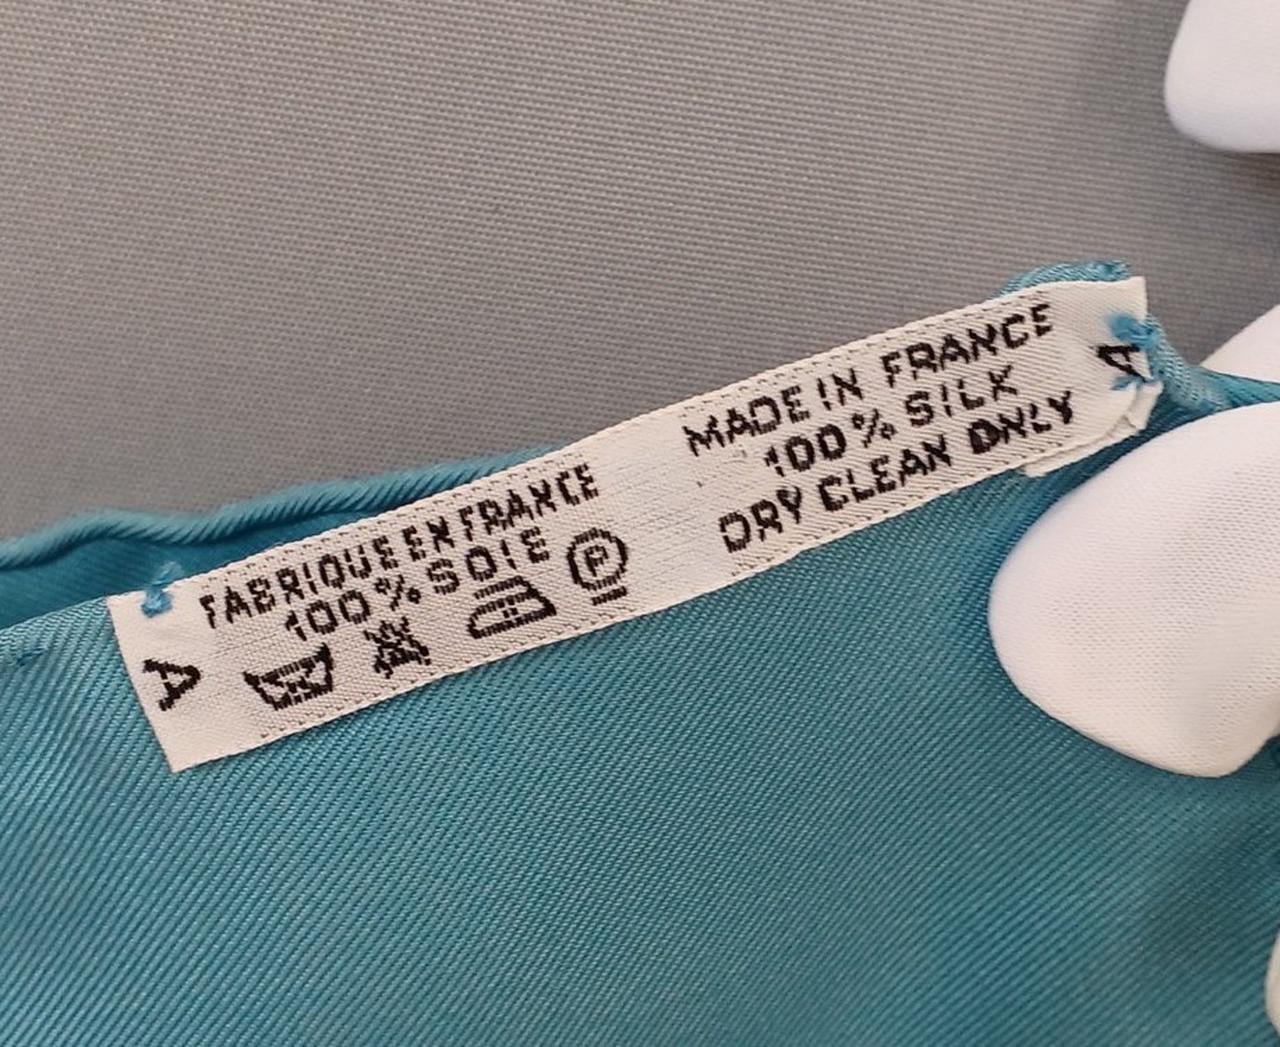 A
FABRIQUE EN FRANCE
100% SOIE
P
MADE IN FRANCE
100% SILK
DRY CLEAN ONLY
A